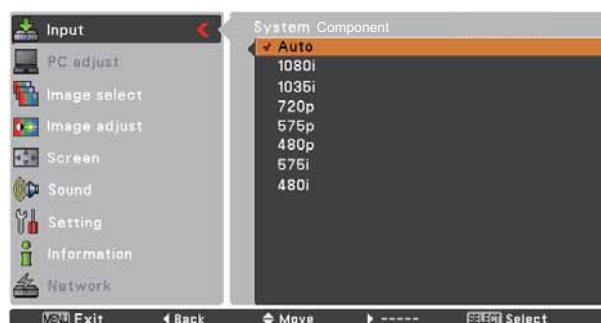 Input
PC adjust
Image select
Image adjust
Screen
Sound
Setting
Information
Network
System Component
Auto
1080i
1035i
720p
575p
480p
575i
480i
MENU Exit Back Move ----- SELECT Select